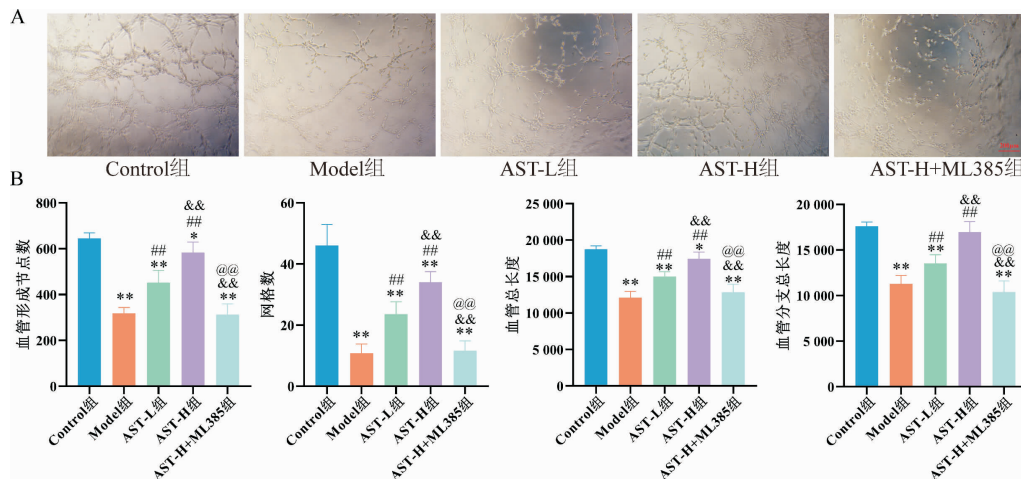 A
Control组
Model组
AST-L组
AST-H组
AST-H+ML385组
B
血管形成节点数
800
600
400
200
0
**
##
**
&&
##
*
@@
&&
**
Control组
Model组
AST-L组
AST-H组
AST-H+ML385组
网格数
60
40
20
0
**
##
**
&&
##
**
@@
&&
**
Control组
Model组
AST-L组
AST-H组
AST-H+ML385组
血管总长度
25 000
20 000
15 000
10 000
5 000
0
**
##
**
&&
##
*
@@
&&
**
Control组
Model组
AST-L组
AST-H组
AST-H+ML385组
血管分支总长度
20 000
15 000
10 000
5 000
0
**
##
**
&&
##
@@
&&
**
Control组
Model组
AST-L组
AST-H组
AST-H+ML385组